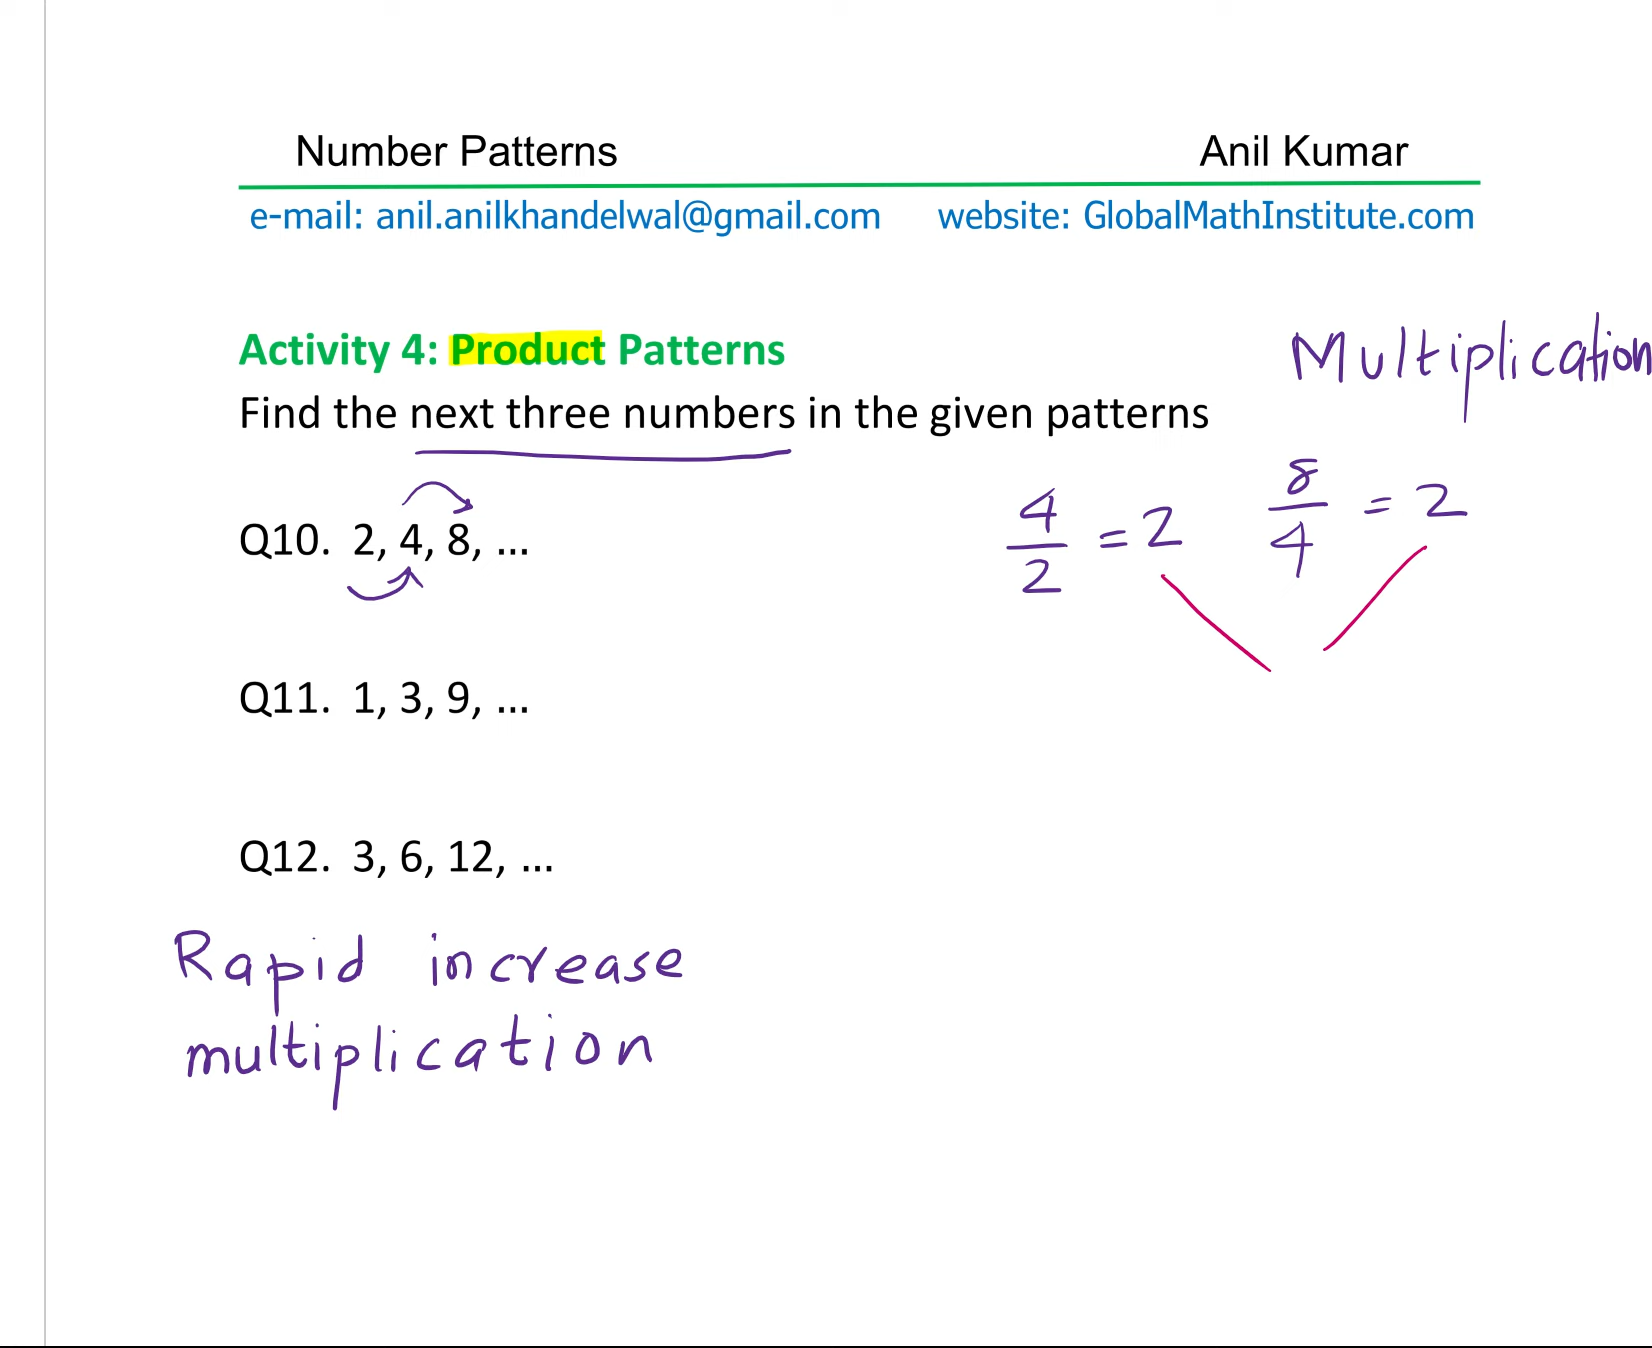 Number Patterns Anil Kumar
e-mail: anil.anilkhandelwal@gmail.com website: GlobalMathInstitute.com
Activity 4: Product Patterns
Multiplication
Find the next three numbers in the given patterns
4/2 = 2 8/4 = 2
Q10. 2, 4, 8, ...
Q11. 1, 3, 9, ...
Q12. 3, 6, 12, ...
Rapid increase
multiplication